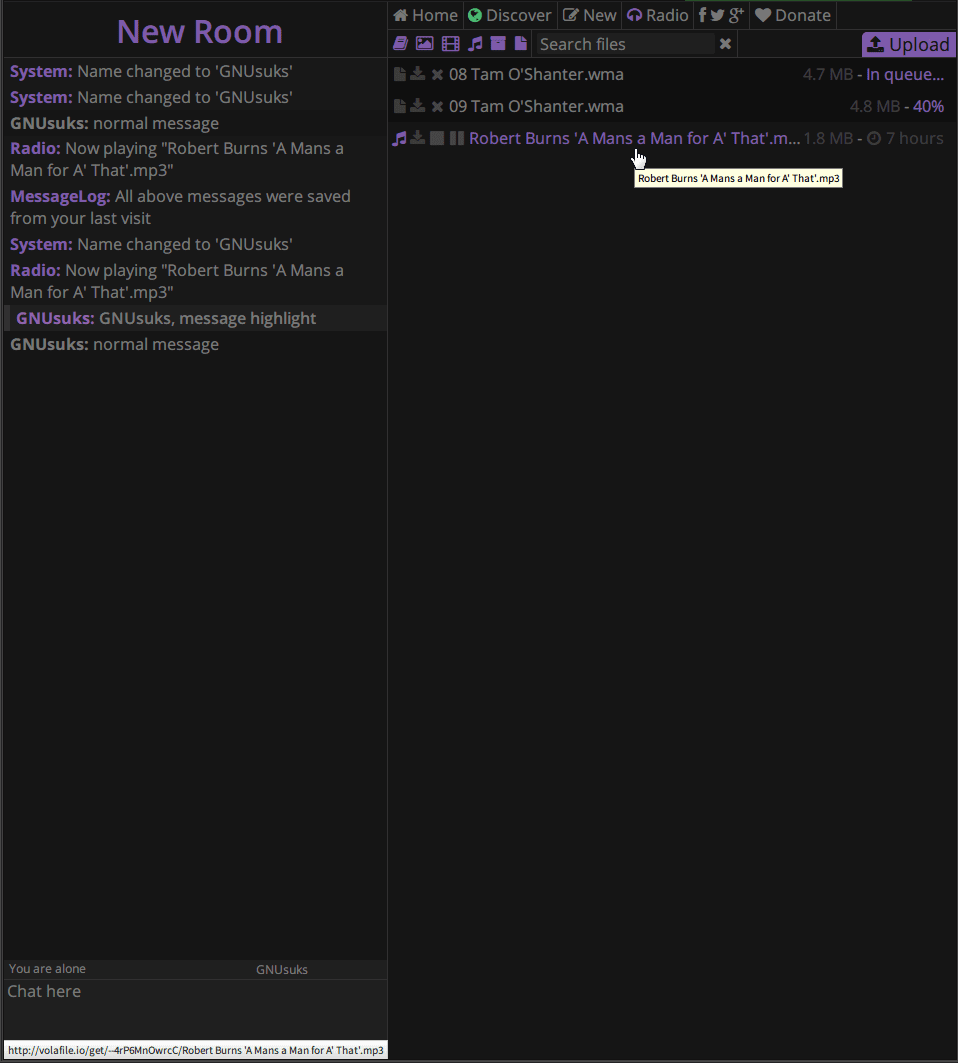 New Room
System: Name changed to 'GNUsuks'
System: Name changed to 'GNUsuks'
GNUsuks: normal message
Radio: Now playing "Robert Burns 'A Mans a
Man for A' That'.mp3"
MessageLog: All above messages were saved
from your last visit
System: Name changed to 'GNUsuks'
Radio: Now playing "Robert Burns 'A Mans a
Man for A' That'.mp3"
GNUsuks: GNUsuks, message highlight
GNUsuks: normal message
You are alone GNUsuks
Chat here
http://volafile.io/get/--4rP6MnOwrcC/Robert Burns 'A Mans a Man for A' That'.mp3
Home Discover New Radio Donate
Search files Upload
08 Tam O'Shanter.wma 4.7 MB - In queue...
09 Tam O'Shanter.wma 4.8 MB - 40%
Robert Burns 'A Mans a Man for A' That'.m... 1.8 MB - 7 hours
Robert Burns 'A Mans a Man for A' That'.mp3